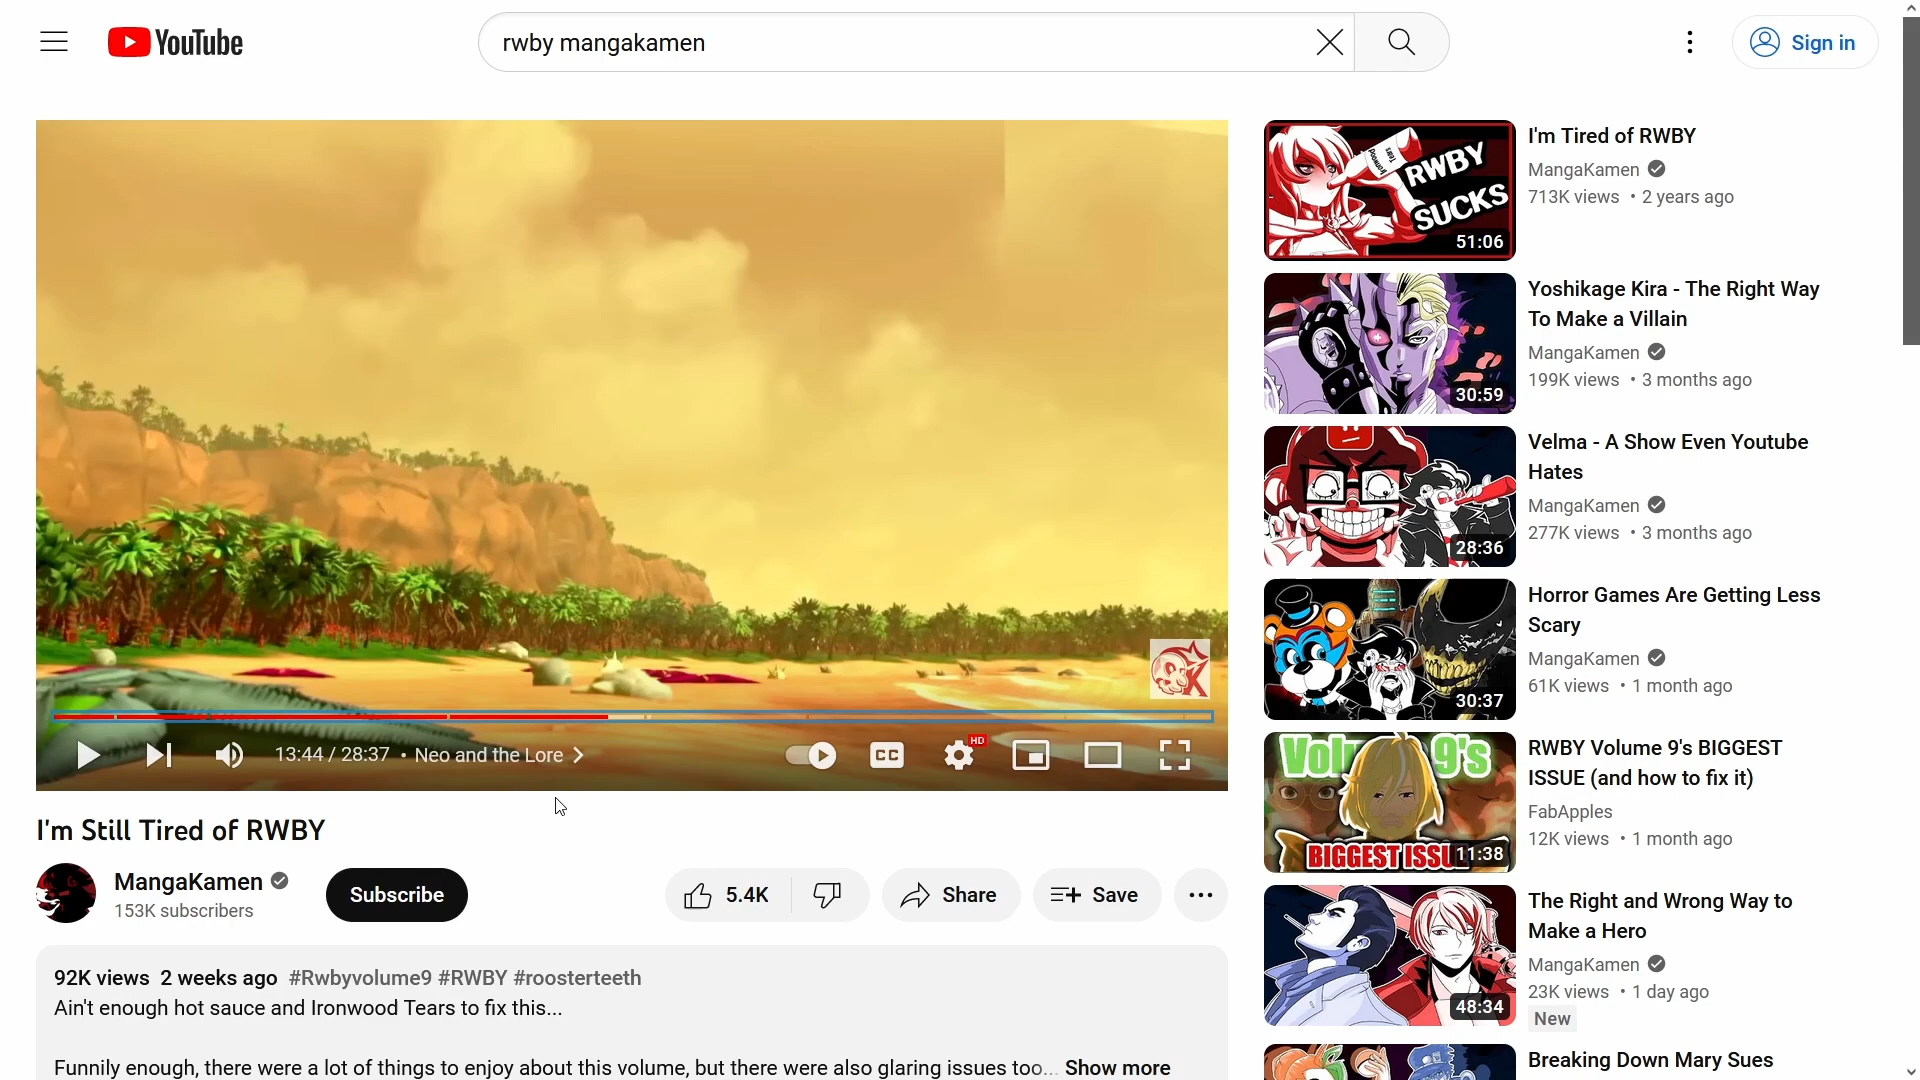 YouTube
rwby mangakamen
Sign in
HD
13:44 / 28:37 • Neo and the Lore
CC
I'm Still Tired of RWBY
MangaKamen
153K subscribers
Subscribe
5.4K
Share
Save
92K views 2 weeks ago #Rwbyvolume9 #RWBY #roosterteeth
Ain't enough hot sauce and Ironwood Tears to fix this...
Funnily enough, there were a lot of things to enjoy about this volume, but there were also glaring issues too... Show more
Ironwood
Tears
RWBY
SUCKS
51:06
I'm Tired of RWBY
MangaKamen
713K views • 2 years ago
30:59
Yoshikage Kira - The Right Way
To Make a Villain
MangaKamen
199K views • 3 months ago
28:36
Velma - A Show Even Youtube
Hates
MangaKamen
277K views • 3 months ago
30:37
Horror Games Are Getting Less
Scary
MangaKamen
61K views • 1 month ago
Vol 9's
BIGGEST ISSU
11:38
RWBY Volume 9's BIGGEST
ISSUE (and how to fix it)
FabApples
12K views • 1 month ago
48:34
The Right and Wrong Way to
Make a Hero
MangaKamen
23K views • 1 day ago
New
Breaking Down Mary Sues